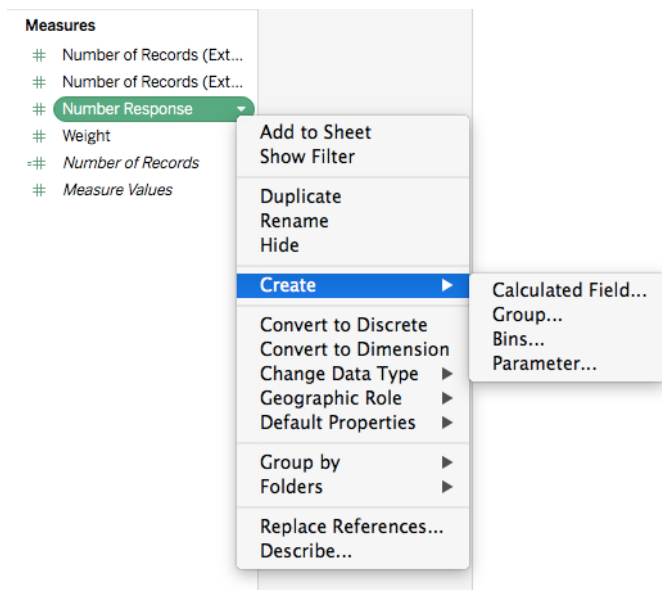 Measures
# Number of Records (Ext...
# Number of Records (Ext...
# Number Response
# Weight
=# Number of Records
# Measure Values
Add to Sheet
Show Filter
Duplicate
Rename
Hide
Create
Convert to Discrete
Convert to Dimension
Change Data Type
Geographic Role
Default Properties
Group by
Folders
Replace References...
Describe...
Calculated Field...
Group...
Bins...
Parameter...